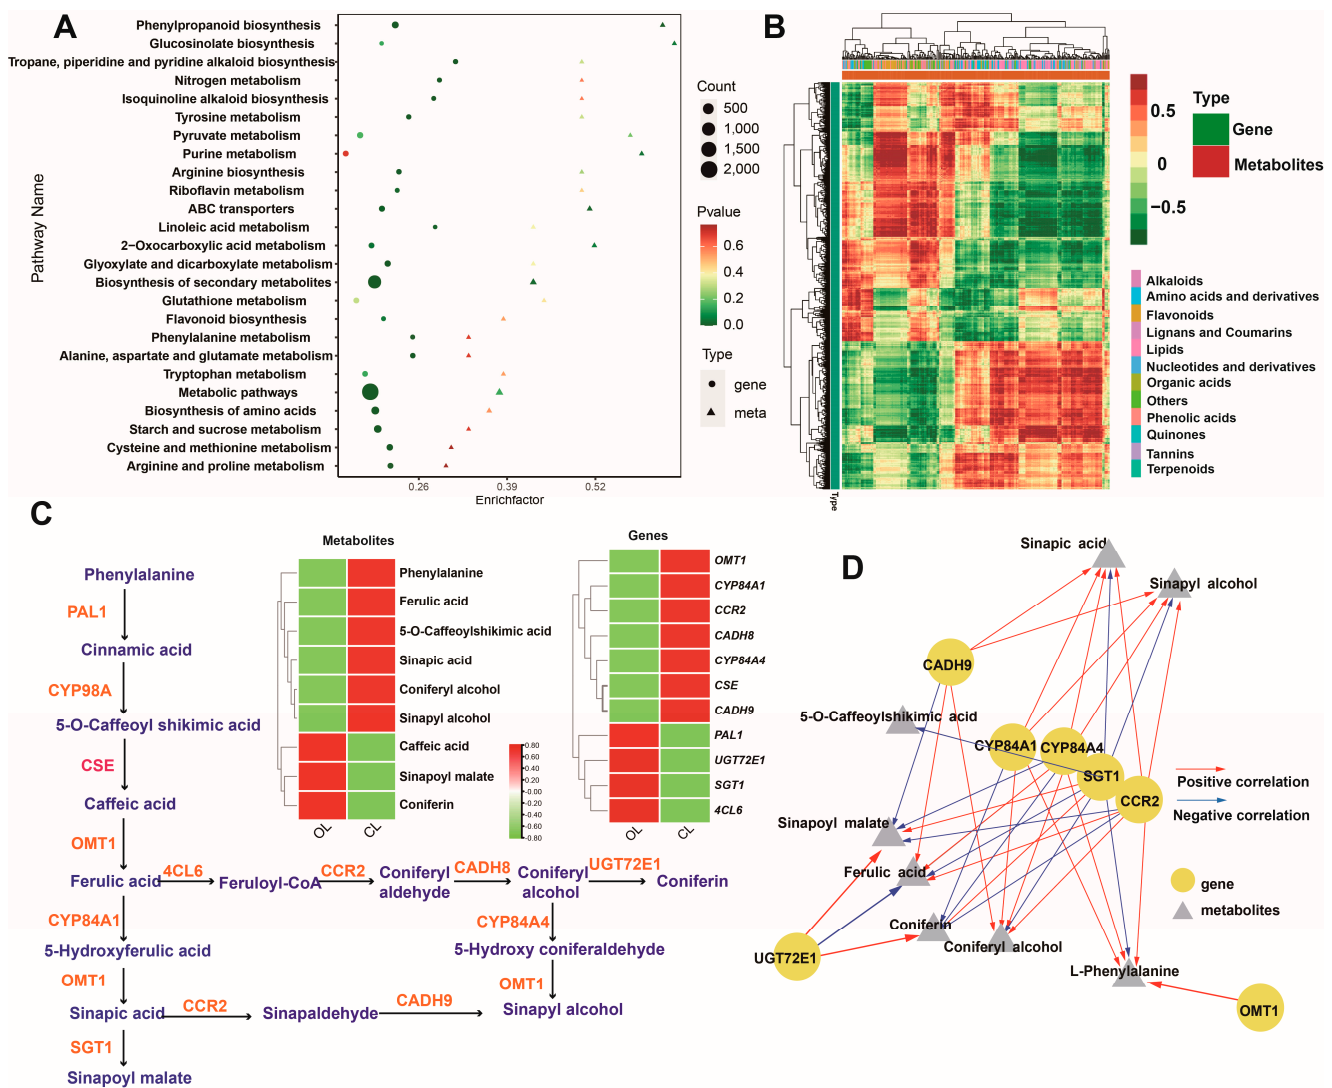 A
Pathway Name
Phenylpropanoid biosynthesis
Glucosinolate biosynthesis
Tropane, piperidine and pyridine alkaloid biosynthesis
Nitrogen metabolism
Isoquinoline alkaloid biosynthesis
Tyrosine metabolism
Pyruvate metabolism
Purine metabolism
Arginine biosynthesis
Riboflavin metabolism
ABC transporters
Linoleic acid metabolism
2−Oxocarboxylic acid metabolism
Glyoxylate and dicarboxylate metabolism
Biosynthesis of secondary metabolites
Glutathione metabolism
Flavonoid biosynthesis
Phenylalanine metabolism
Alanine, aspartate and glutamate metabolism
Tryptophan metabolism
Metabolic pathways
Biosynthesis of amino acids
Starch and sucrose metabolism
Cysteine and methionine metabolism
Arginine and proline metabolism
0.26
0.39
0.52
Enrichfactor
Count
500
1,000
1,500
2,000
Pvalue
0.6
0.4
0.2
0.0
Type
gene
meta
B
Type
0.5
0
−0.5
Type
Gene
Metabolites
Alkaloids
Amino acids and derivatives
Flavonoids
Lignans and Coumarins
Lipids
Nucleotides and derivatives
Organic acids
Others
Phenolic acids
Quinones
Tannins
Terpenoids
C
Phenylalanine
PAL1
Cinnamic acid
CYP98A
5-O-Caffeoyl shikimic acid
CSE
Caffeic acid
OMT1
Ferulic acid
4CL6
Feruloyl-CoA
CCR2
Coniferyl
aldehyde
CADH8
Coniferyl
alcohol
UGT72E1
Coniferin
CYP84A1
5-Hydroxyferulic acid
CYP84A4
5-Hydroxy coniferaldehyde
OMT1
Sinapic acid
CCR2
Sinapaldehyde
CADH9
OMT1
Sinapyl alcohol
SGT1
Sinapoyl malate
Metabolites
Phenylalanine
Ferulic acid
5-O-Caffeoylshikimic acid
Sinapic acid
Coniferyl alcohol
Sinapyl alcohol
Caffeic acid
Sinapoyl malate
Coniferin
OL
CL
0.80
0.60
0.40
0.20
0.00
-0.20
-0.40
-0.60
-0.80
Genes
OMT1
CYP84A1
CCR2
CADH8
CYP84A4
CSE
CADH9
PAL1
UGT72E1
SGT1
4CL6
OL
CL
D
Sinapic acid
Sinapyl alcohol
CADH9
5-O-Caffeoylshikimic acid
CYP84A1
CYP84A4
SGT1
CCR2
Sinapoyl malate
Ferulic acid
Coniferin
Coniferyl alcohol
UGT72E1
L-Phenylalanine
OMT1
Positive correlation
Negative correlation
gene
metabolites